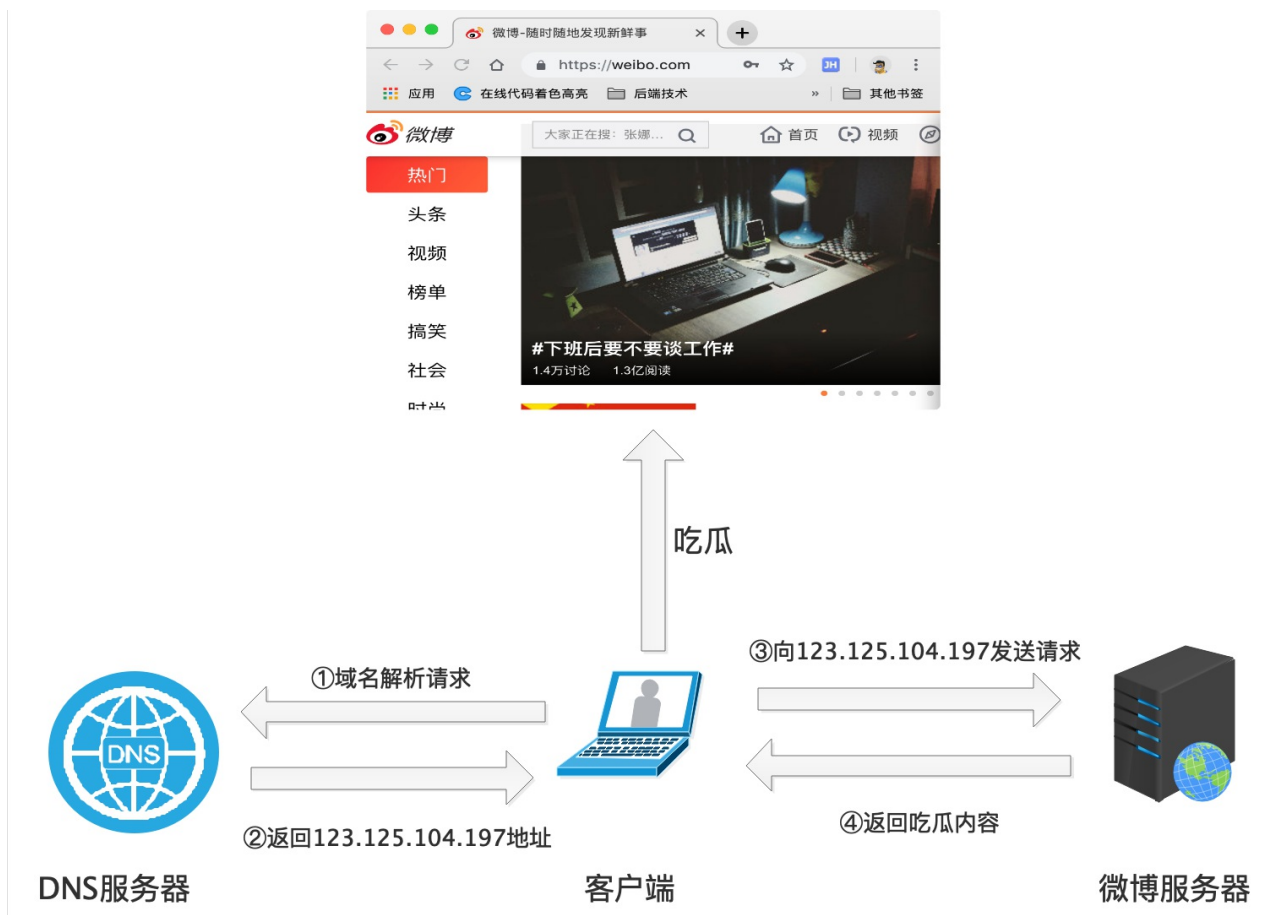 微博-随时随地发现新鲜事
https://weibo.com
JH
应用 在线代码着色高亮 后端技术 » 其他书签
微博 大家正在搜：张娜... 首页 视频
热门
头条
视频
榜单
搞笑
社会
时尚
#下班后要不要谈工作#
1.4万讨论 1.3亿阅读
吃瓜
①域名解析请求
③向123.125.104.197发送请求
DNS
②返回123.125.104.197地址
④返回吃瓜内容
DNS服务器 客户端 微博服务器